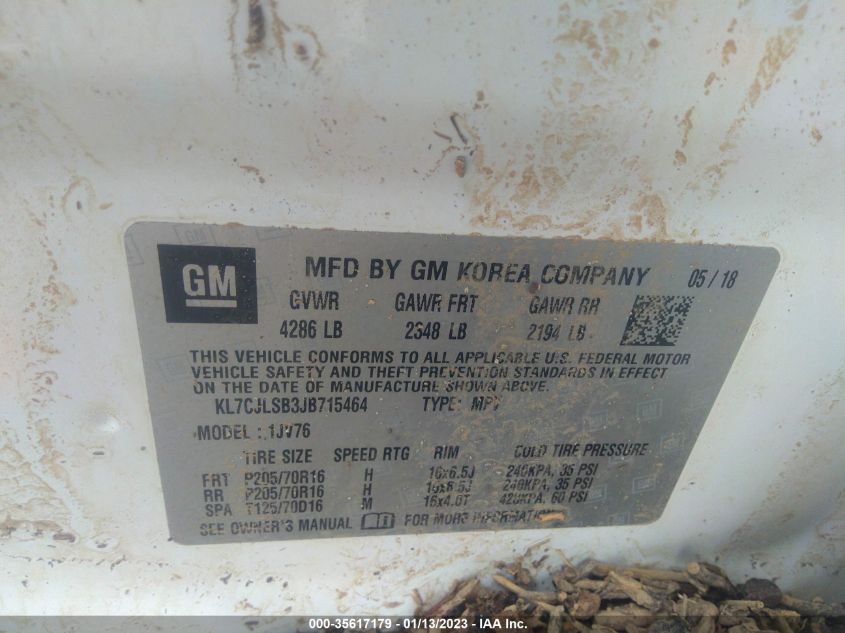 GM
MFD BY GM KOREA COMPANY 05 / 18
GVWR GAWR FRT GAWR RR
4286 LB 2348 LB 2194 LB
THIS VEHICLE CONFORMS TO ALL APPLICABLE U.S. FEDERAL MOTOR
VEHICLE SAFETY AND THEFT PREVENTION STANDARDS IN EFFECT
ON THE DATE OF MANUFACTURE SHOWN ABOVE.
KL7CJLSB3JB715464 TYPE: MPV
MODEL : 1JV76
TIRE SIZE SPEED RTG RIM COLD TIRE PRESSURE
FRT P205/70R16 H 16x6.5J 240KPA, 35 PSI
RR P205/70R16 H 16x6.5J 240KPA, 35 PSI
SPA T125/70D16 M 16x4.0T 420KPA, 60 PSI
SEE OWNER'S MANUAL FOR MORE INFORMATION
000-35617179 - 01/13/2023 - IAA Inc.